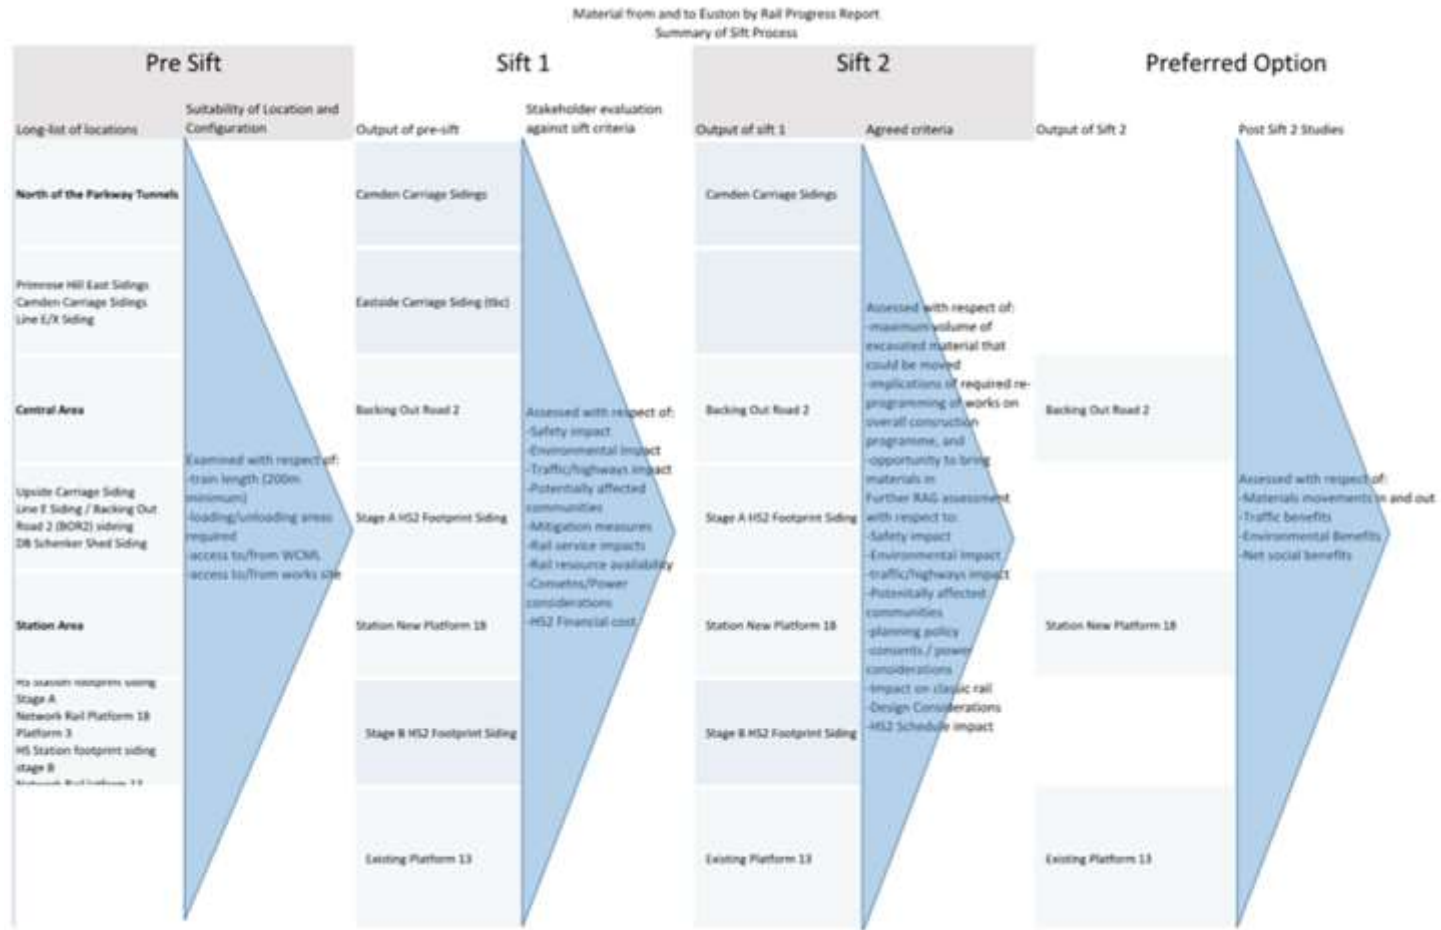 Material from and to Euston by Rail Progress Report
Summary of Sift Process
Pre Sift
Sift 1
Sift 2
Preferred Option
Long-list of locations
Suitability of Location and
Configuration
Output of pre-sift
Stakeholder evaluation
against sift criteria
Output of sift 1
Agreed criteria
Output of Sift 2
Post Sift 2 Studies
North of the Parkway Tunnels
Primrose Hill East Sidings
Camden Carriage Sidings
Line E/X Siding
Central Area
Upside Carriage Siding
Line E Siding / Backing Out
Road 2 (BOR2) sidning
DB Schenker Shed Siding
Station Area
HS Station footprint siding
Stage A
Network Rail Platform 18
Platform 3
HS Station footprint siding
stage B
Network Rail
Examined with respect of:
-train length (200m
minimum)
-loading/unloading areas
required
-access to/from WCML
-access to/from works site
Camden Carriage Sidings
Eastside Carriage Siding (tbc)
Backing Out Road 2
Stage A HS2 Footprint Siding
Station New Platform 18
Stage B HS2 Footprint Siding
Existing Platform 13
Assessed with respect of:
-Safety impact
-Environmental Impact
-Traffic/highways impact
-Potentially affected
communities
-Mitigation measures
-Rail service impacts
-Rail resource availability
-Consetns/Power
considerations
-HS2 Financial cost
Camden Carriage Sidings
Backing Out Road 2
Stage A HS2 Footprint Siding
Station New Platform 18
Stage B HS2 Footprint Siding
Existing Platform 13
Assessed with respect of:
-maximum volume of
excavated material that
could be moved
-implications of required re-
programming of works on
overall consruction
programme, and
-opportunity to bring
materials in
Further RAG assessment
with respect to:
-Safety impact
-Environmental Impact
-traffic/highways impact
-Potenitally affected
communities
-planning policy
-consents / power
considerations
-Impact on classic rail
-Design Considerations
-HS2 Schedule impact
Backing Out Road 2
Station New Platform 18
Existing Platform 13
Assessed with respect of:
-Materials movements in and out
-Traffic benefits
-Environmental Benefits
-Net social benefits